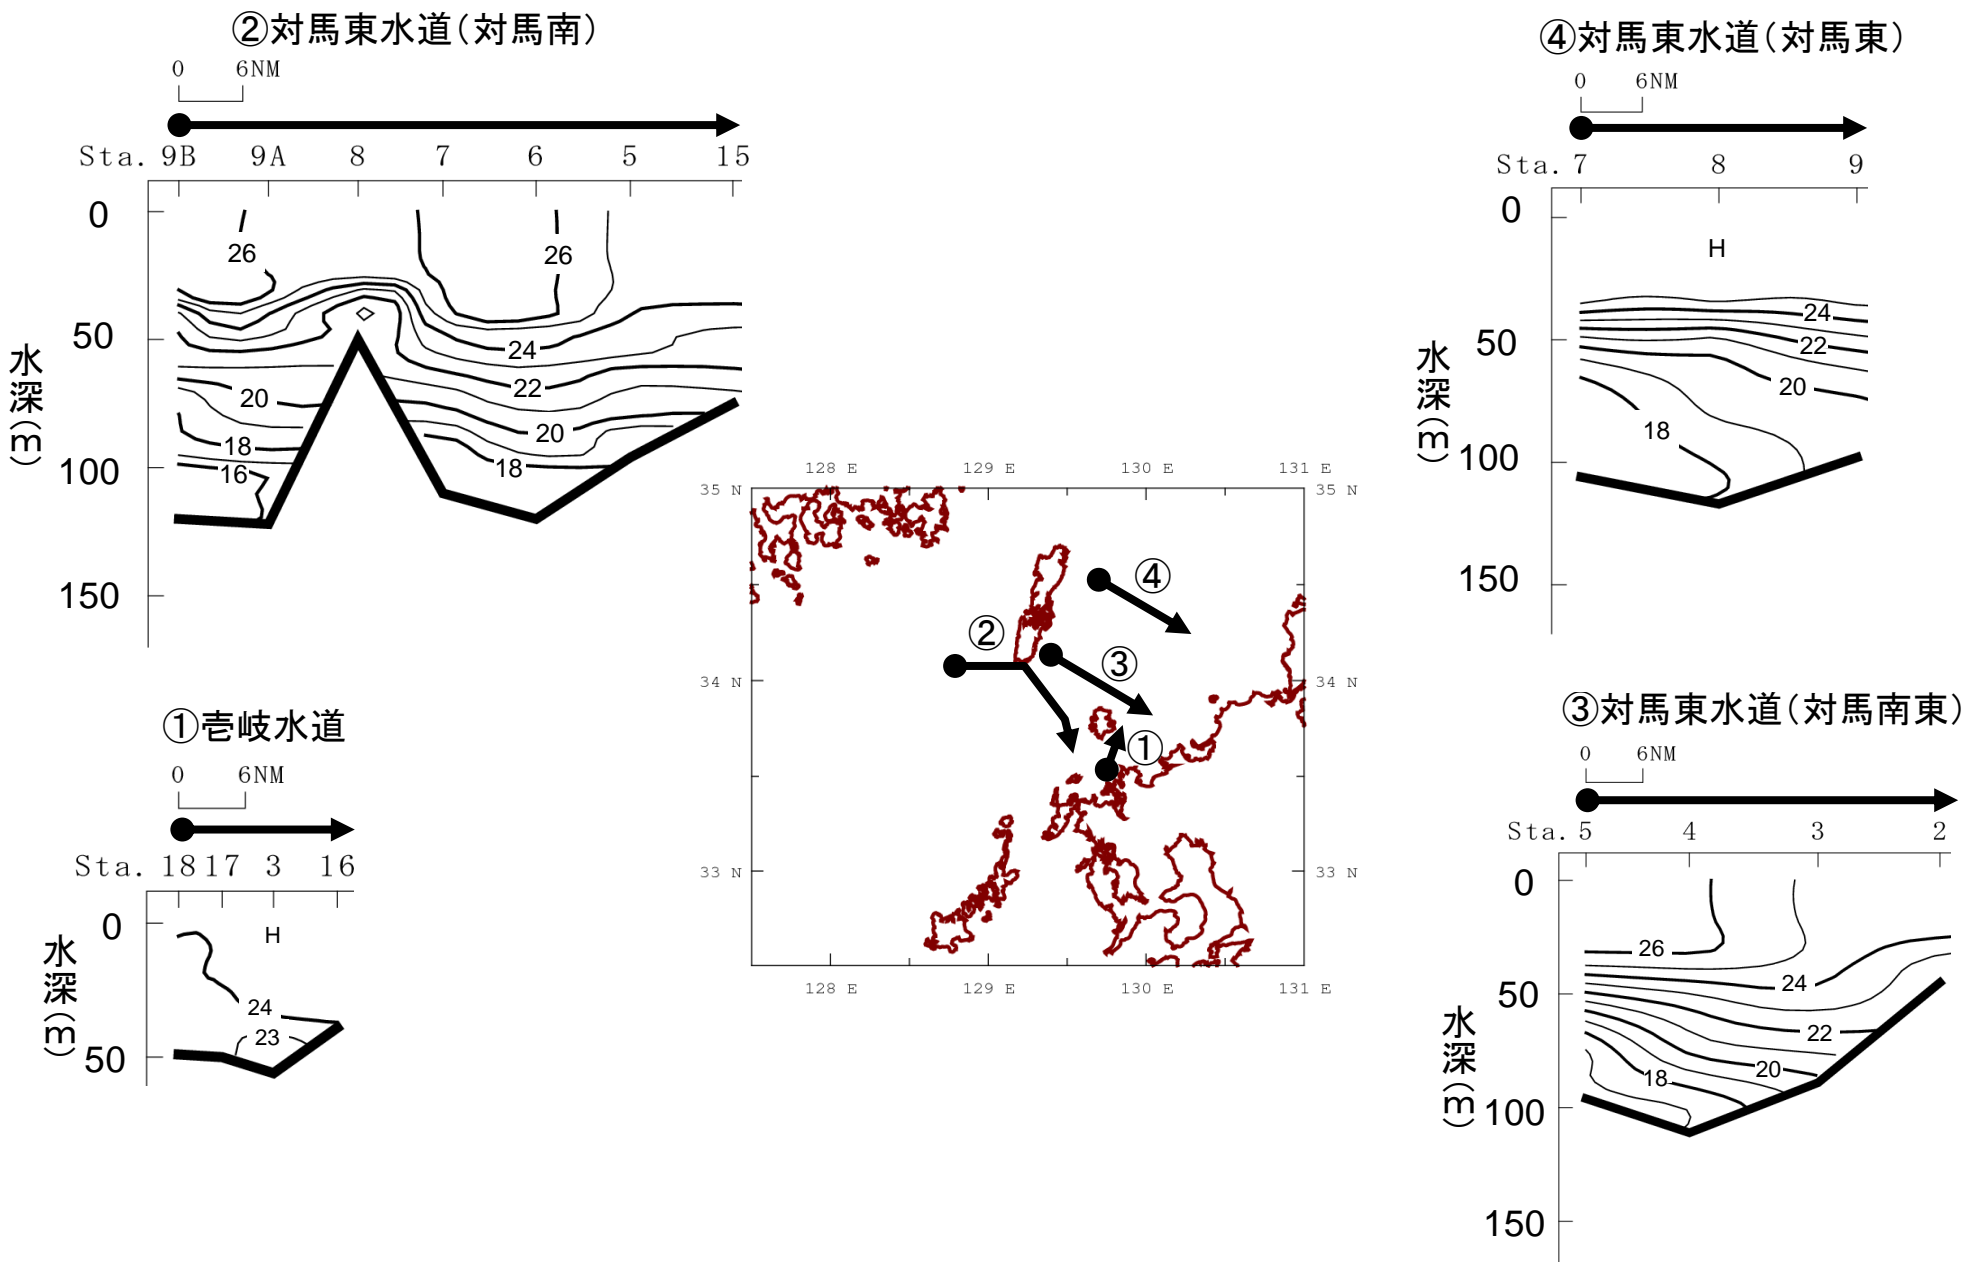 ②対馬東水道(対馬南)
0 6NM
Sta. 9B 9A 8 7 6 5 15
0
50
100
150
水深(m)
26
26
24
22
20
20
18
18
16
④対馬東水道(対馬東)
0 6NM
Sta. 7 8 9
0
50
100
150
水深(m)
H
24
22
20
18
①壱岐水道
0 6NM
Sta. 18 17 3 16
0
50
水深(m)
H
24
23
128 E 129 E 130 E 131 E
35 N 35 N
④
②
③
34 N 34 N
①
33 N 33 N
128 E 129 E 130 E 131 E
③対馬東水道(対馬南東)
0 6NM
Sta. 5 4 3 2
0
50
100
150
水深(m)
26
24
22
20
18